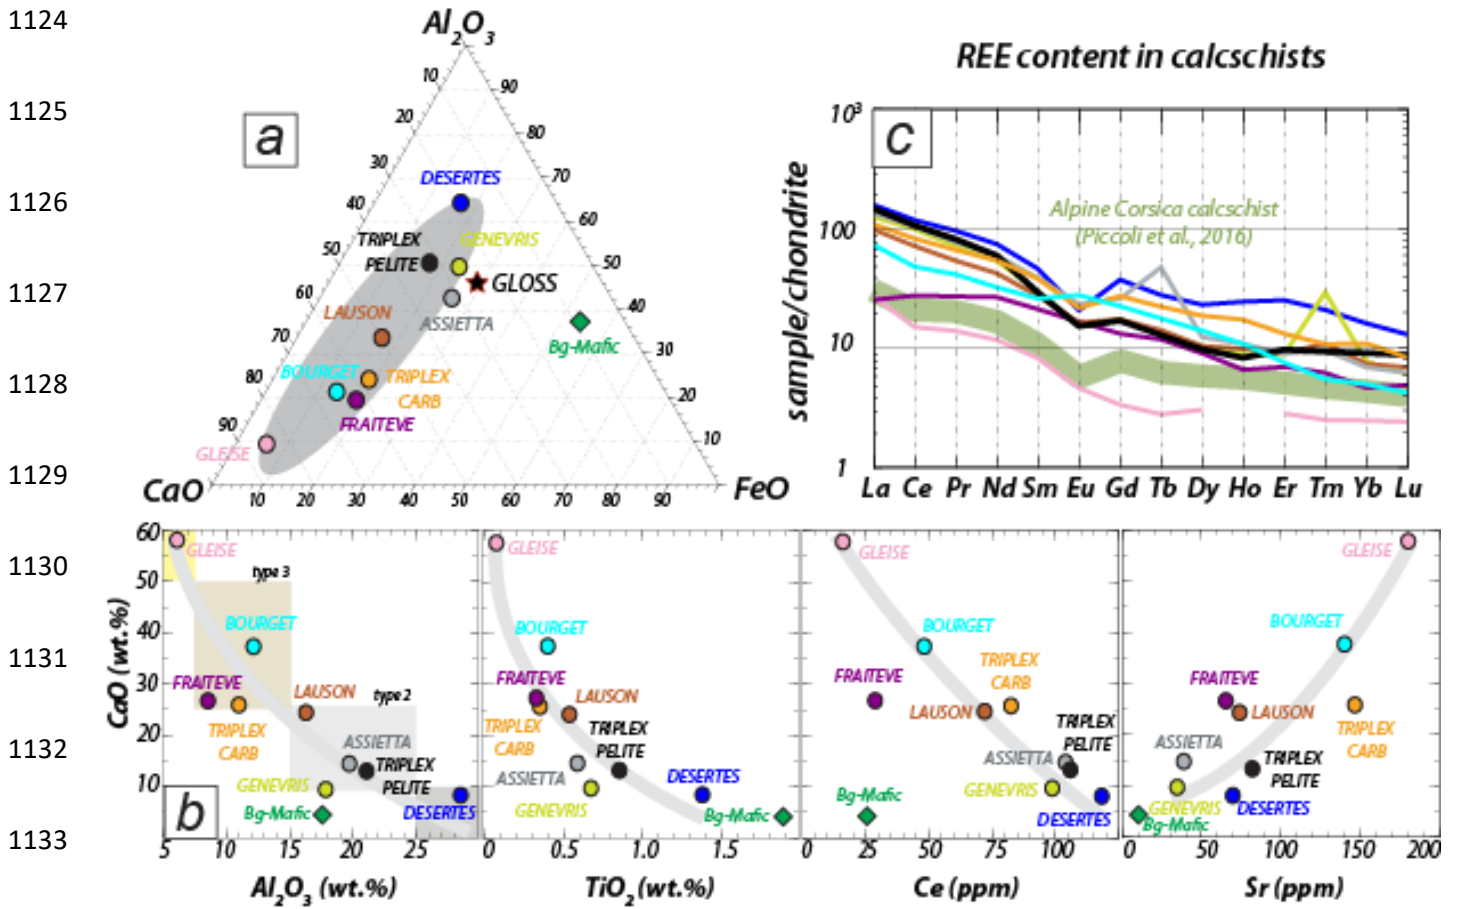 1124
1125
1126
1127
1128
1129
1130
1131
1132
1133
Al2O3
a
10
20
30
40
50
60
70
80
90
90
80
70
60
50
40
30
20
10
DESERTES
TRIPLEX
PELITE
GENEVRIS
GLOSS
ASSIETTA
LAUSON
Bg-Mafic
BOURGET
TRIPLEX
CARB
FRAITEVE
GLEISE
CaO
10 20 30 40 50 60 70 80 90
FeO
REE content in calcschists
c
sample/chondrite
10³
100
10
1
Alpine Corsica calcschist
(Piccoli et al., 2016)
La Ce Pr Nd Sm Eu Gd Tb Dy Ho Er Tm Yb Lu
b
CaO (wt.%)
60
50
40
30
20
10
GLEISE
type 3
BOURGET
FRAITEVE
TRIPLEX
CARB
LAUSON
type 2
ASSIETTA
TRIPLEX
PELITE
GENEVRIS
Bg-Mafic
DESERTES
5 10 15 20 25
Al2O3 (wt.%)
GLEISE
BOURGET
FRAITEVE
LAUSON
TRIPLEX
CARB
TRIPLEX
PELITE
ASSIETTA
GENEVRIS
DESERTES
Bg-Mafic
0 0.5 1.0 1.5
TiO2 (wt.%)
GLEISE
BOURGET
FRAITEVE
TRIPLEX
CARB
LAUSON
TRIPLEX
PELITE
ASSIETTA
GENEVRIS
Bg-Mafic
DESERTES
0 25 50 75 100
Ce (ppm)
GLEISE
BOURGET
FRAITEVE
LAUSON
TRIPLEX
CARB
ASSIETTA
TRIPLEX
PELITE
GENEVRIS
DESERTES
Bg-Mafic
0 50 100 150 200
Sr (ppm)